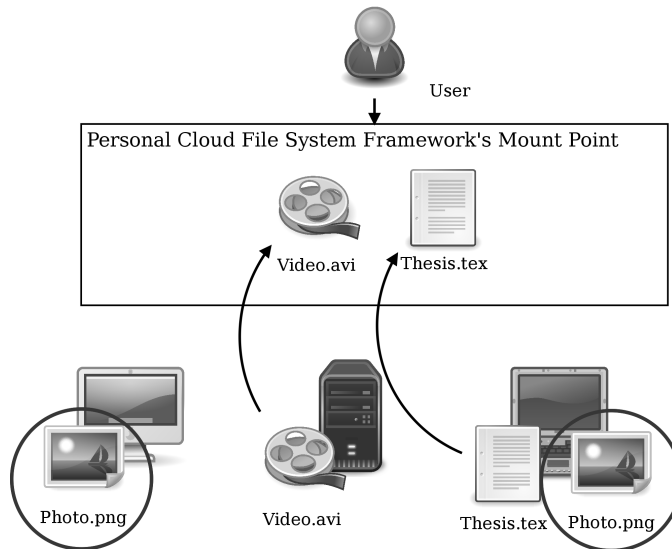 User
Personal Cloud File System Framework's Mount Point
Video.avi
Thesis.tex
Photo.png
Video.avi
Thesis.tex
Photo.png